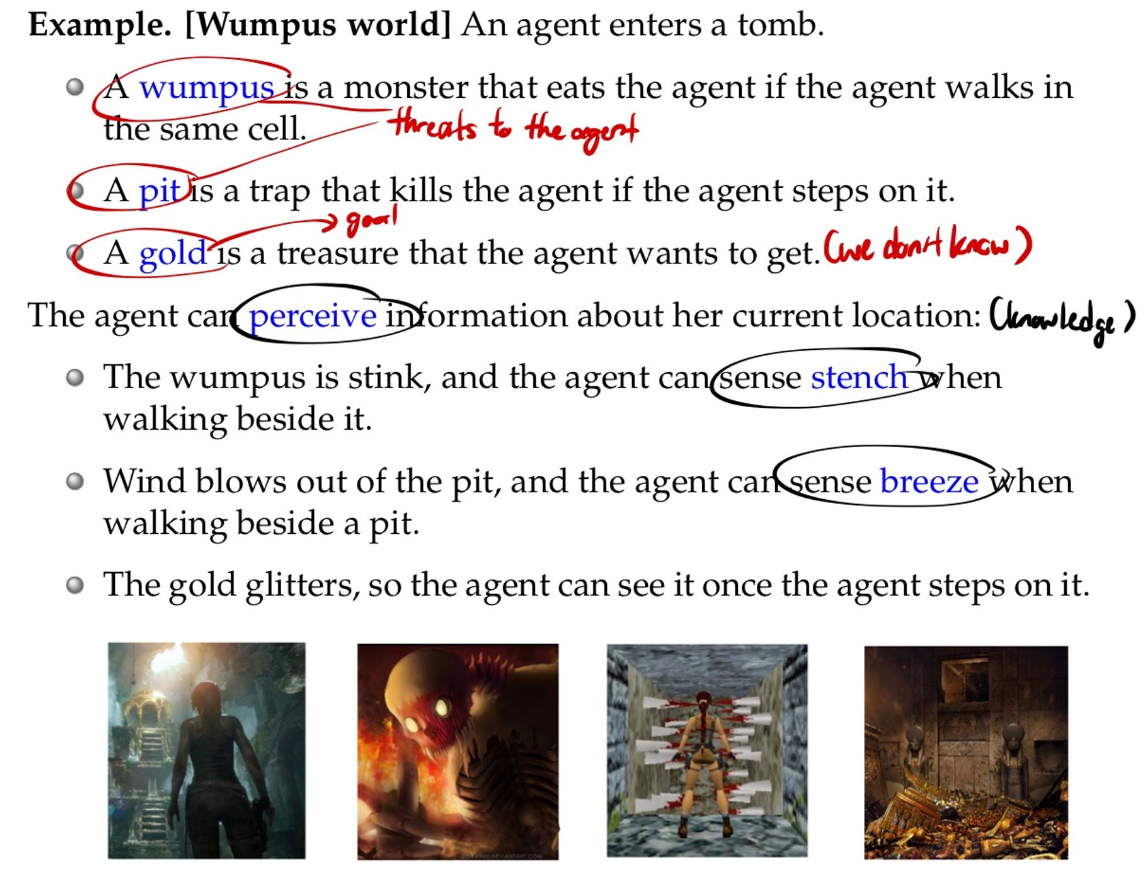 Example. [Wumpus world] An agent enters a tomb.
A wumpus is a monster that eats the agent if the agent walks in
the same cell.
threats to the agent
A pit is a trap that kills the agent if the agent steps on it.
goal
A gold is a treasure that the agent wants to get. (we don't know)
The agent can perceive information about her current location: (knowledge)
The wumpus is stink, and the agent can sense stench when
walking beside it.
Wind blows out of the pit, and the agent can sense breeze when
walking beside a pit.
The gold glitters, so the agent can see it once the agent steps on it.